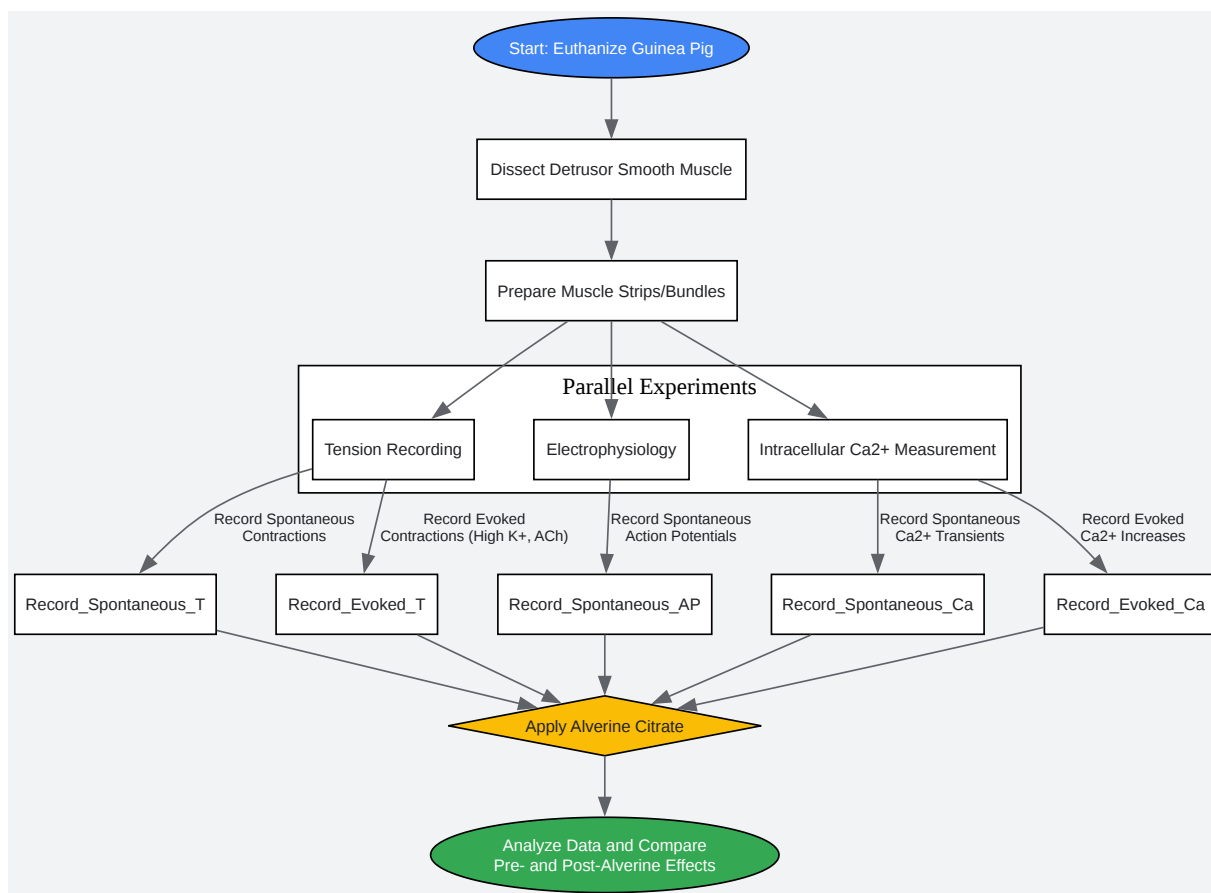 Start: Euthanize Guinea Pig
Dissect Detrusor Smooth Muscle
Prepare Muscle Strips/Bundles
Parallel Experiments
Tension Recording
Electrophysiology
Intracellular Ca2+ Measurement
Record Spontaneous
Contractions
Record Evoked
Contractions (High K+, ACh)
Record Spontaneous
Action Potentials
Record Spontaneous
Ca2+ Transients
Record Evoked
Ca2+ Increases
Record_Spontaneous_T
Record_Evoked_T
Record_Spontaneous_AP
Record_Spontaneous_Ca
Record_Evoked_Ca
Apply Alverine Citrate
Analyze Data and Compare
Pre- and Post-Alverine Effects